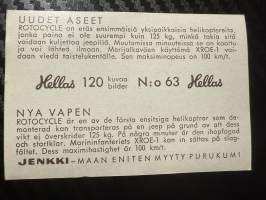 UUDET ASEET
ROTOCYCLE on eräs ensimmäisiä yksipaikkaisia helikoptereita,
jonka paino ei ole suurempi kuin 125 kg, minkä takia sitä
voidaan kuljettaa jeepillä. Muutamissa minuuteissa se on koottu
ja voi lähteä ilmaan. Marijalkaväen käyttämää XROE-1 voi-
daan viedä taistelukentälle. Sen maksiminopeus on 100 km/t.
Hellas 120 kuvaa bilder N:o 63 Hellas
NYA VAPEN
ROTOCYCLE är en av de första ensitsiga helikoptrar som de-
monterad kan transporteras på en jeep på grund av att dess
vikt ej överskrider 125 kg. På några minuter är den ihopfogad
och startklar. Marininfanteriets XROE-1 kan medföras på slag-
fältet. Dess maximihastighet är 100 km/t.
JENKKI—MAAN ENITEN MYYTY PURUKUMI